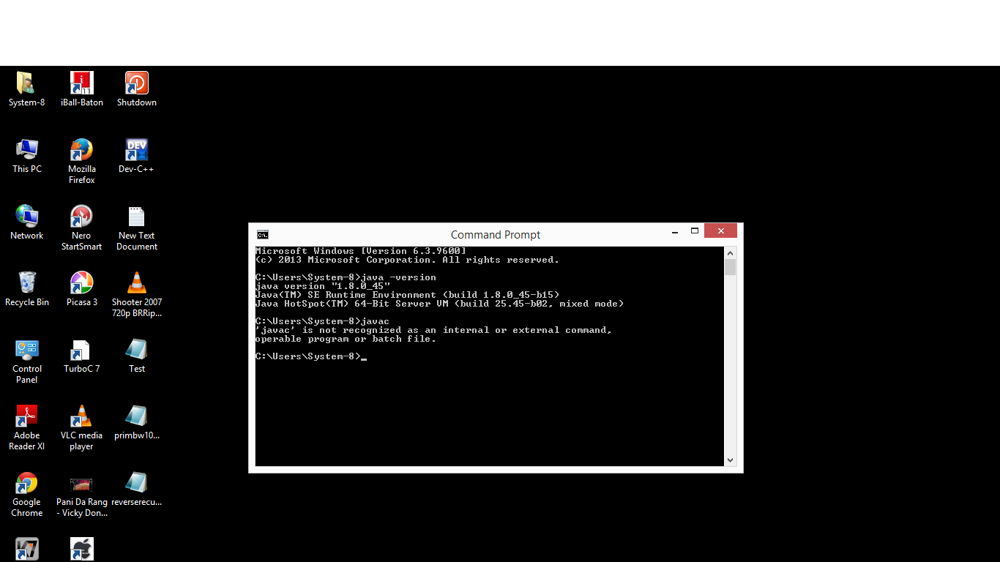 System-8
iBall-Baton
Shutdown
This PC
Mozilla
Firefox
DEV
Dev-C++
Network
Nero
StartSmart
New Text
Document
Recycle Bin
Picasa 3
Shooter 2007
720p BRRip...
Control
Panel
TurboC 7
Test
Adobe
Reader XI
VLC media
player
primbw10...
Google
Chrome
Pani Da Rang
- Vicky Don...
reverserecu...
Command Prompt
Microsoft Windows [Version 6.3.9600]
(c) 2013 Microsoft Corporation. All rights reserved.
C:\Users\System-8>java -version
java version "1.8.0_45"
Java(TM) SE Runtime Environment (build 1.8.0_45-b15)
Java HotSpot(TM) 64-Bit Server VM (build 25.45-b02, mixed mode)
C:\Users\System-8>javac
'javac' is not recognized as an internal or external command,
operable program or batch file.
C:\Users\System-8>_